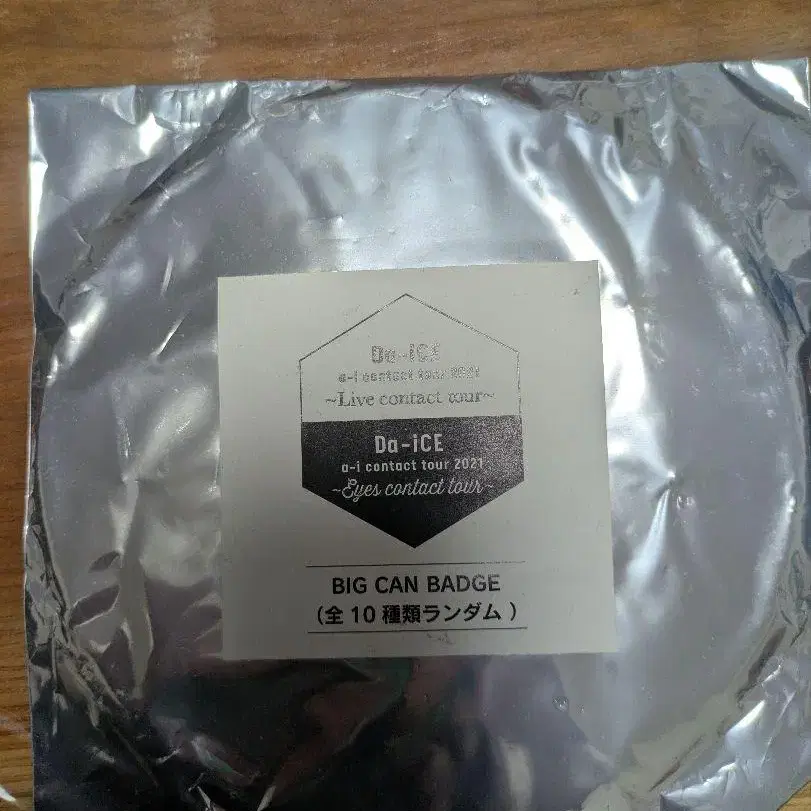 Da-iCE
a-i contact tour 2021
~Live contact tour~
Da-iCE
a-i contact tour 2021
~Eyes contact tour~
BIG CAN BADGE
(全 10 種類ランダム )